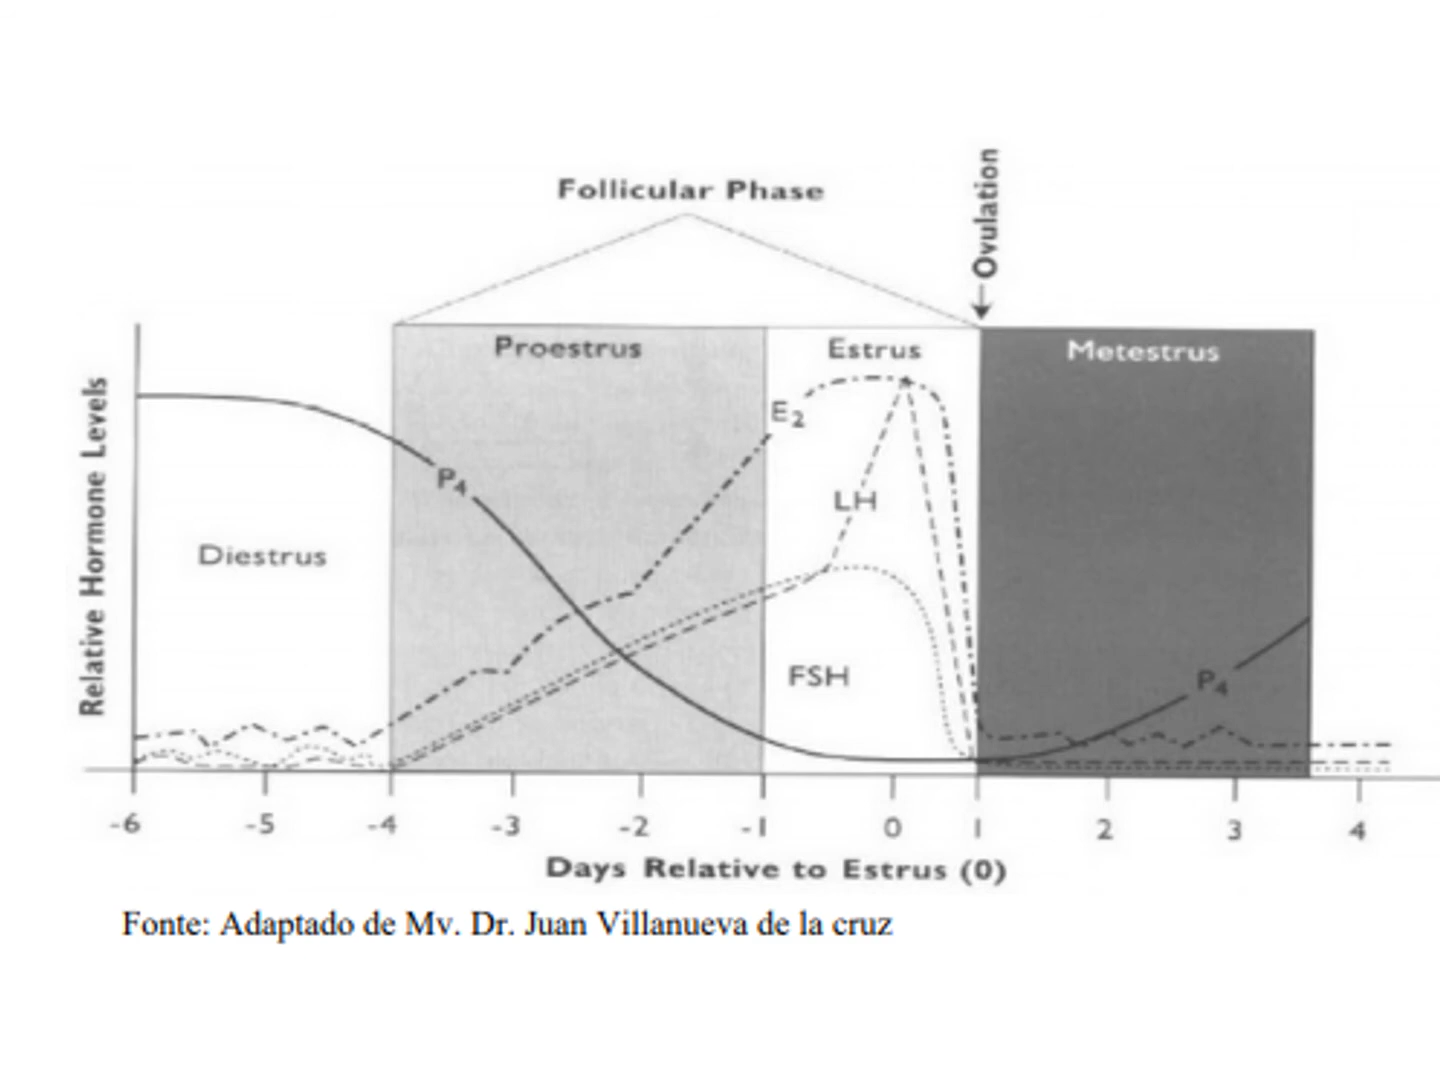 Follicular Phase
Ovulation
Proestrus
Estrus
Metestrus
E2
P4
LH
Diestrus
FSH
P4
Relative Hormone Levels
-6 -5 -4 -3 -2 -1 0 1 2 3 4
Days Relative to Estrus (0)
Fonte: Adaptado de Mv. Dr. Juan Villanueva de la cruz